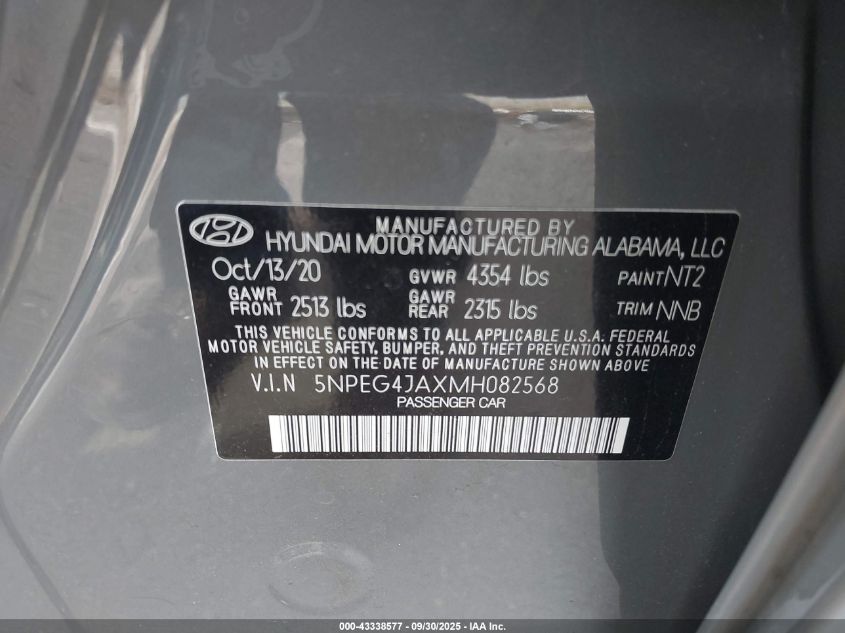 MANUFACTURED BY
HYUNDAI MOTOR MANUFACTURING ALABAMA, LLC
Oct/13/20 GVWR 4354 lbs PAINT NT2
GAWR FRONT 2513 lbs GAWR REAR 2315 lbs TRIM NNB
THIS VEHICLE CONFORMS TO ALL APPLICABLE U.S.A. FEDERAL
MOTOR VEHICLE SAFETY, BUMPER, AND THEFT PREVENTION STANDARDS
IN EFFECT ON THE DATE OF MANUFACTURE SHOWN ABOVE
V.I.N 5NPEG4JAXMH082568
PASSENGER CAR
000-43338577 - 09/30/2025 - IAA Inc.